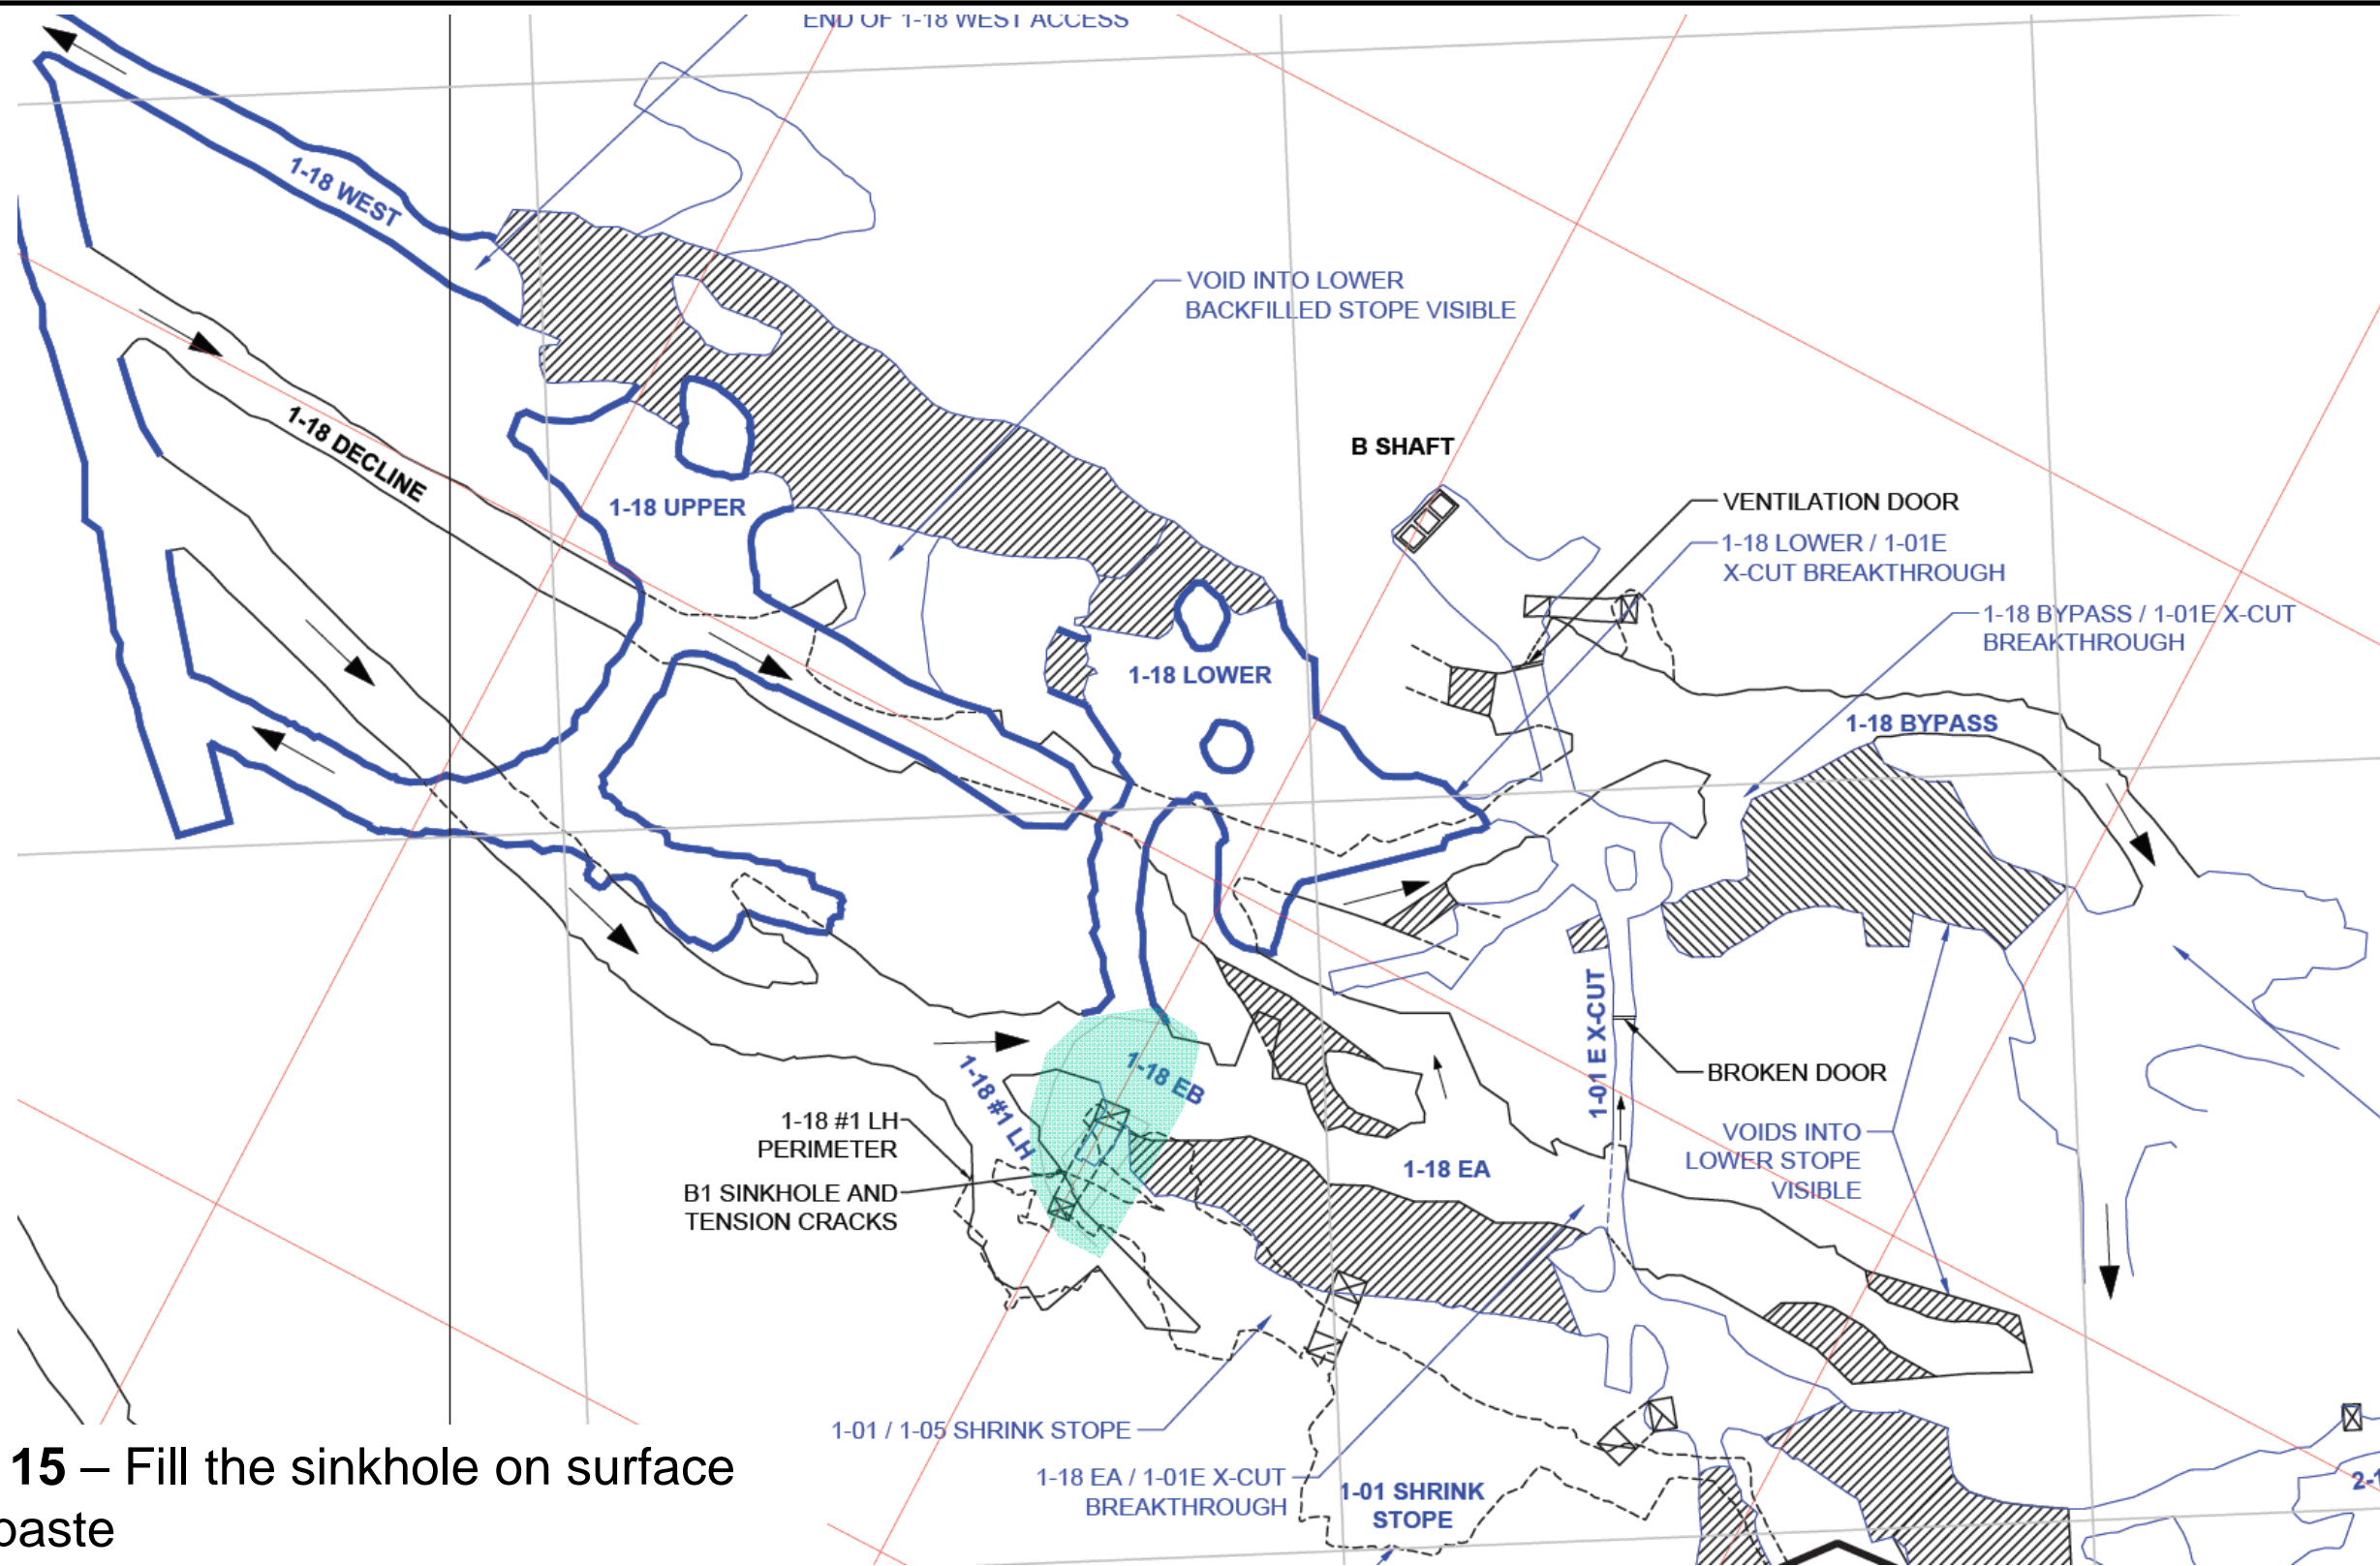 END OF 1-18 WEST ACCESS
1-18 WEST
VOID INTO LOWER
BACKFILLED STOPE VISIBLE
1-18 DECLINE
B SHAFT
1-18 UPPER
VENTILATION DOOR
1-18 LOWER / 1-01E
X-CUT BREAKTHROUGH
1-18 BYPASS / 1-01E X-CUT
BREAKTHROUGH
1-18 LOWER
1-18 BYPASS
1-01 E X-CUT
BROKEN DOOR
1-18 EB
1-18 #1 LH
1-18 #1 LH
PERIMETER
B1 SINKHOLE AND
TENSION CRACKS
1-18 EA
VOIDS INTO
LOWER STOPE
VISIBLE
1-01 / 1-05 SHRINK STOPE
1-18 EA / 1-01E X-CUT
BREAKTHROUGH
1-01 SHRINK
STOPE
15 – Fill the sinkhole on surface
paste